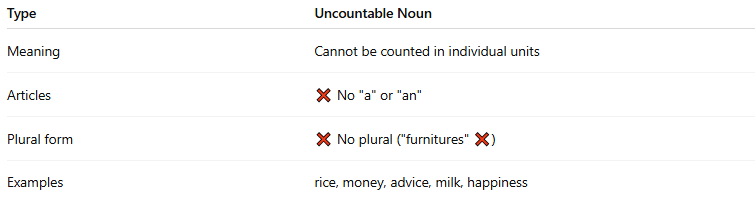 Type Uncountable Noun
Meaning Cannot be counted in individual units
Articles ❌ No "a" or "an"
Plural form ❌ No plural ("furnitures" ❌)
Examples rice, money, advice, milk, happiness